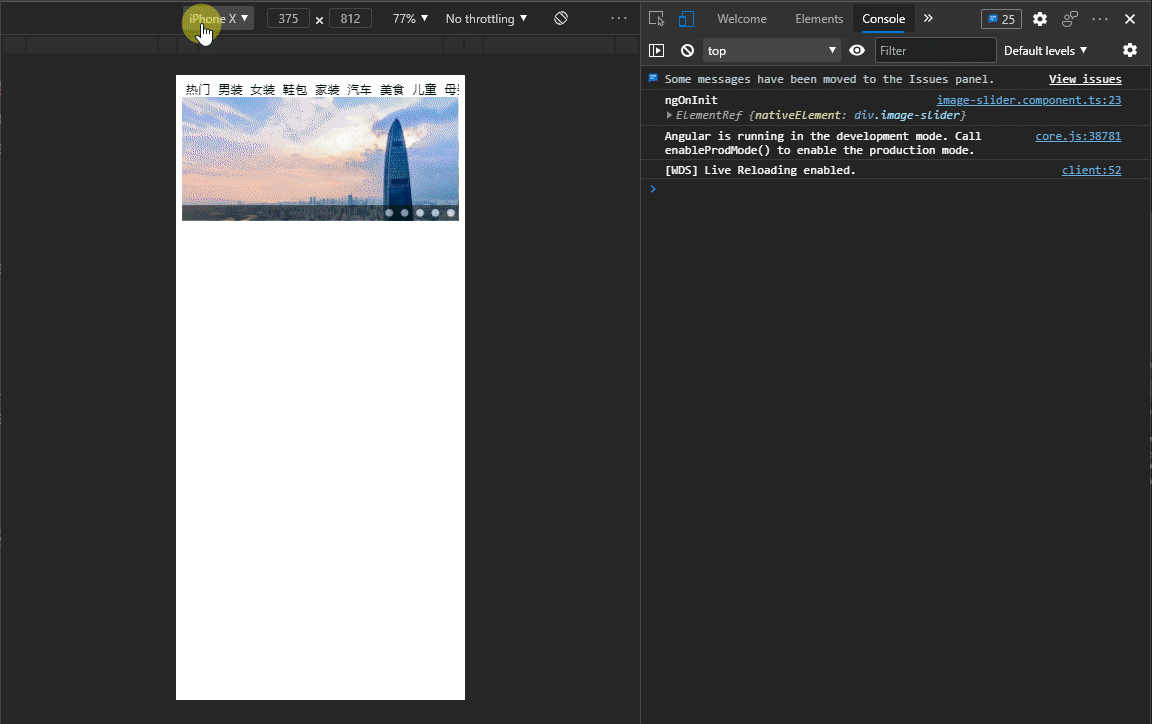 iPhone X 375 × 812 77% No throttling
Welcome Elements Console 25
top Filter Default levels
热门 男装 女装 鞋包 家装 汽车 美食 儿童
Some messages have been moved to the Issues panel. View issues
ngOnInit image-slider.component.ts:23
ElementRef {nativeElement: div.image-slider}
Angular is running in the development mode. Call core.js:38781
enableProdMode() to enable the production mode.
[WDS] Live Reloading enabled. client:52